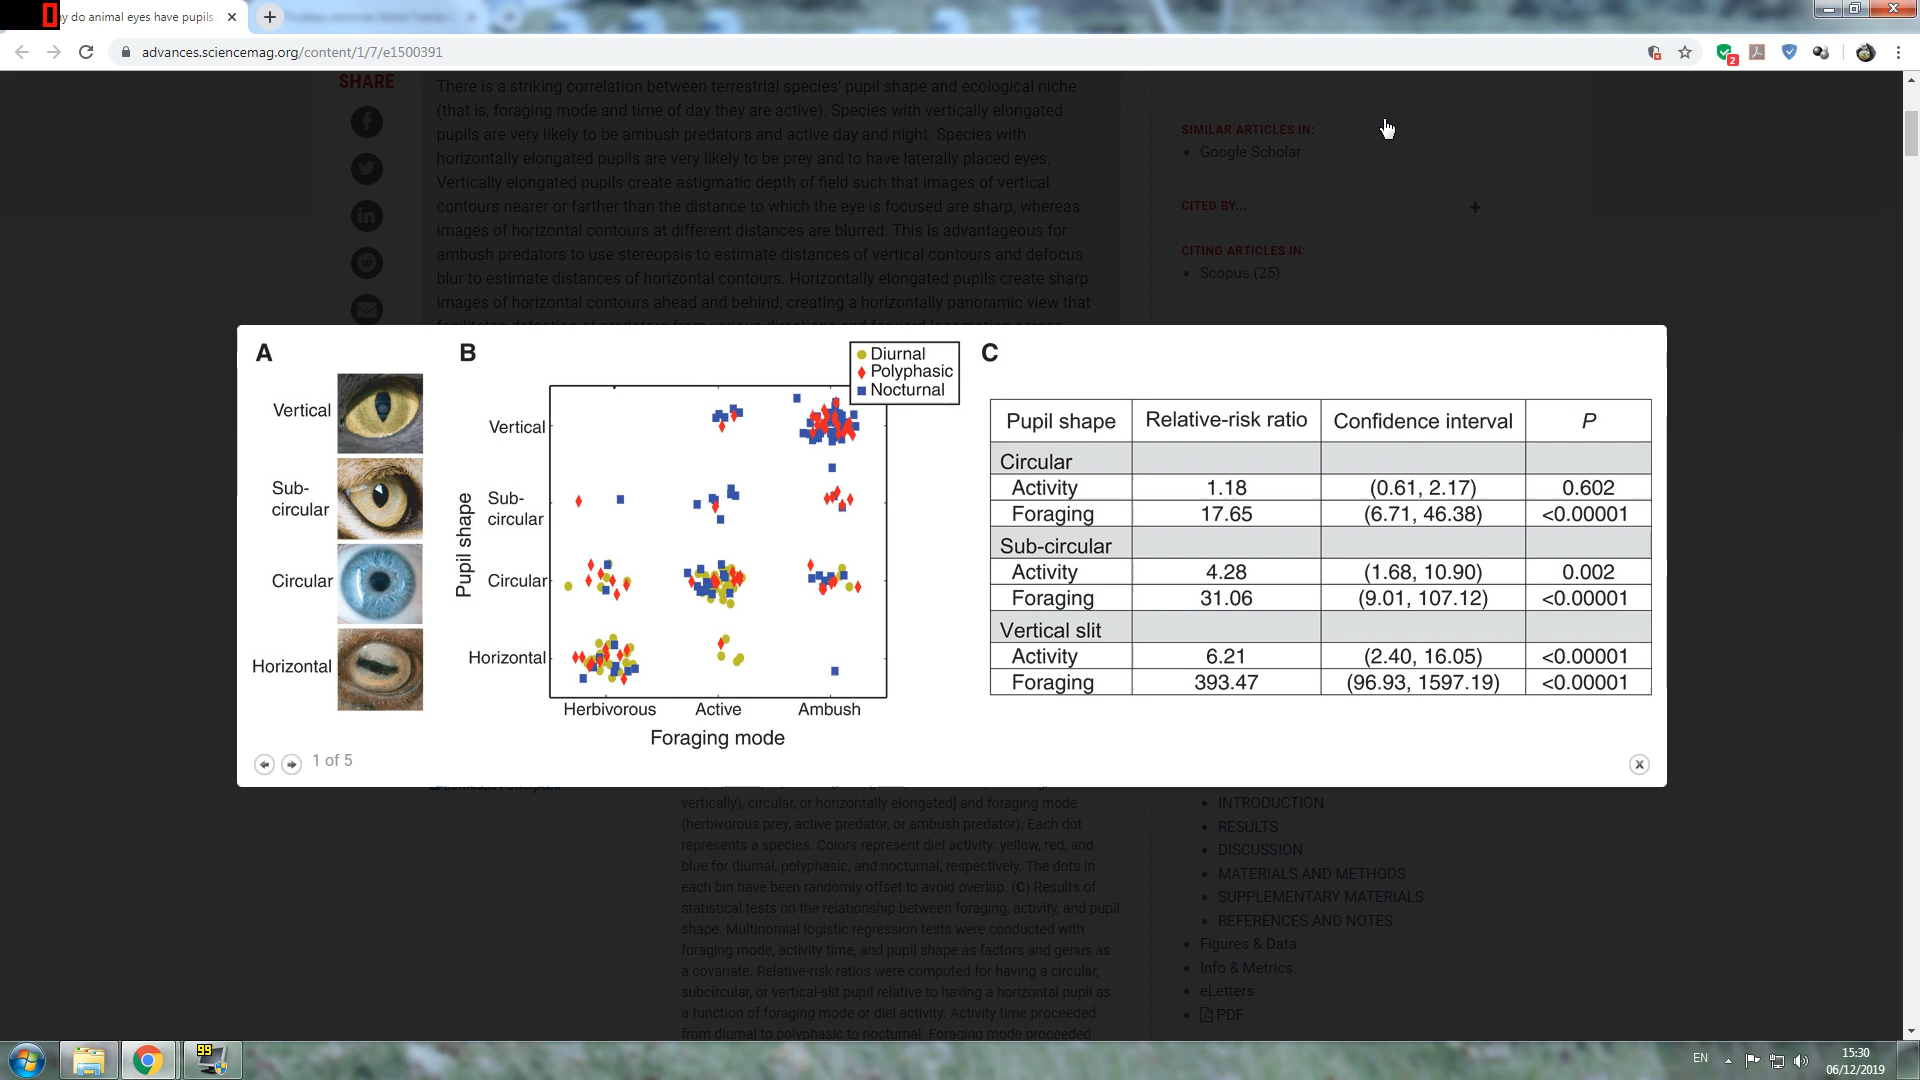 y do animal eyes have pupils
advances.sciencemag.org/content/1/7/e1500391
2
SHARE
There is a striking correlation between terrestrial species' pupil shape and ecological niche
(that is, foraging mode and time of day they are active). Species with vertically elongated
pupils are very likely to be ambush predators and active day and night. Species with
horizontally elongated pupils are very likely to be prey and to have laterally placed eyes.
Vertically elongated pupils create astigmatic depth of field such that images of vertical
contours nearer or farther than the distance to which the eye is focused are sharp, whereas
images of horizontal contours at different distances are blurred. This is advantageous for
ambush predators to use stereopsis to estimate distances of vertical contours and defocus
blur to estimate distances of horizontal contours. Horizontally elongated pupils create sharp
images of horizontal contours ahead and behind, creating a horizontally panoramic view that
SIMILAR ARTICLES IN:
Google Scholar
CITED BY...
+
CITING ARTICLES IN:
Scopus (25)
A
Vertical
Sub-
circular
Circular
Horizontal
B
Diurnal
Polyphasic
Nocturnal
Pupil shape
Vertical
Sub-
circular
Circular
Horizontal
Herbivorous Active Ambush
Foraging mode
C
Pupil shape Relative-risk ratio Confidence interval P
Circular
Activity 1.18 (0.61, 2.17) 0.602
Foraging 17.65 (6.71, 46.38) <0.00001
Sub-circular
Activity 4.28 (1.68, 10.90) 0.002
Foraging 31.06 (9.01, 107.12) <0.00001
Vertical slit
Activity 6.21 (2.40, 16.05) <0.00001
Foraging 393.47 (96.93, 1597.19) <0.00001
1 of 5
vertically), circular, or horizontally elongated] and foraging mode
(herbivorous prey, active predator, or ambush predator). Each dot
represents a species. Colors represent diel activity: yellow, red, and
blue for diurnal, polyphasic, and nocturnal, respectively. The dots in
each bin have been randomly offset to avoid overlap. (C) Results of
statistical tests on the relationship between foraging, activity, and pupil
shape. Multinomial logistic regression tests were conducted with
foraging mode, activity time, and pupil shape as factors and genus as
a covariate. Relative-risk ratios were computed for having a circular,
subcircular, or vertical-slit pupil relative to having a horizontal pupil as
a function of foraging mode or diel activity. Activity time proceeded
from diurnal to polyphasic to nocturnal. Foraging mode proceeded
INTRODUCTION
RESULTS
DISCUSSION
MATERIALS AND METHODS
SUPPLEMENTARY MATERIALS
REFERENCES AND NOTES
Figures & Data
Info & Metrics
eLetters
PDF
99
EN
15:30
06/12/2019